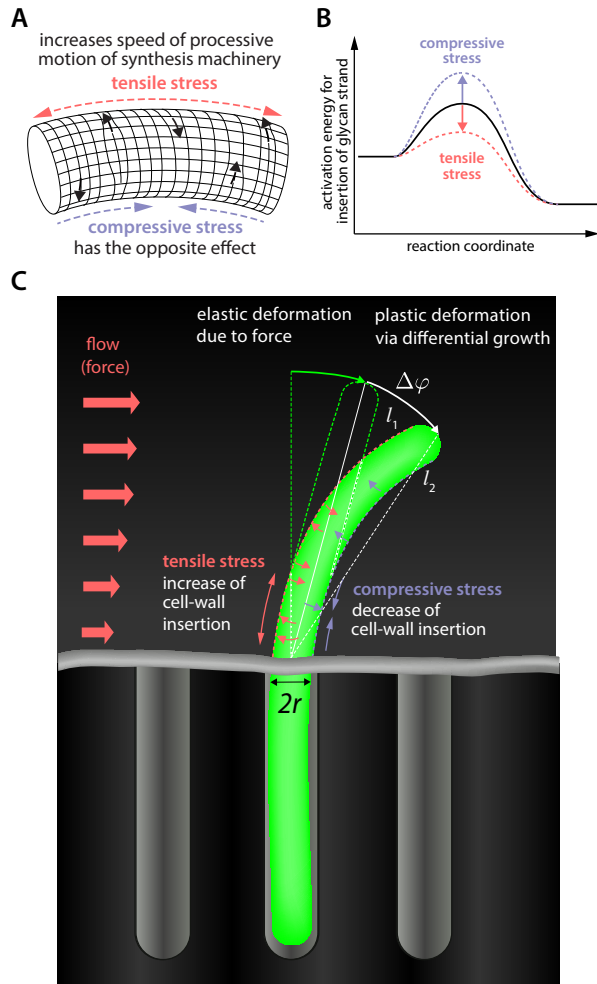 A
increases speed of processive
motion of synthesis machinery
tensile stress
compressive stress
has the opposite effect
B
activation energy for
insertion of glycan strand
compressive
stress
tensile
stress
reaction coordinate
C
elastic deformation
due to force
plastic deformation
via differential growth
flow
(force)
Δφ
l1
l2
tensile stress
increase of
cell-wall
insertion
compressive stress
decrease of
cell-wall insertion
2r